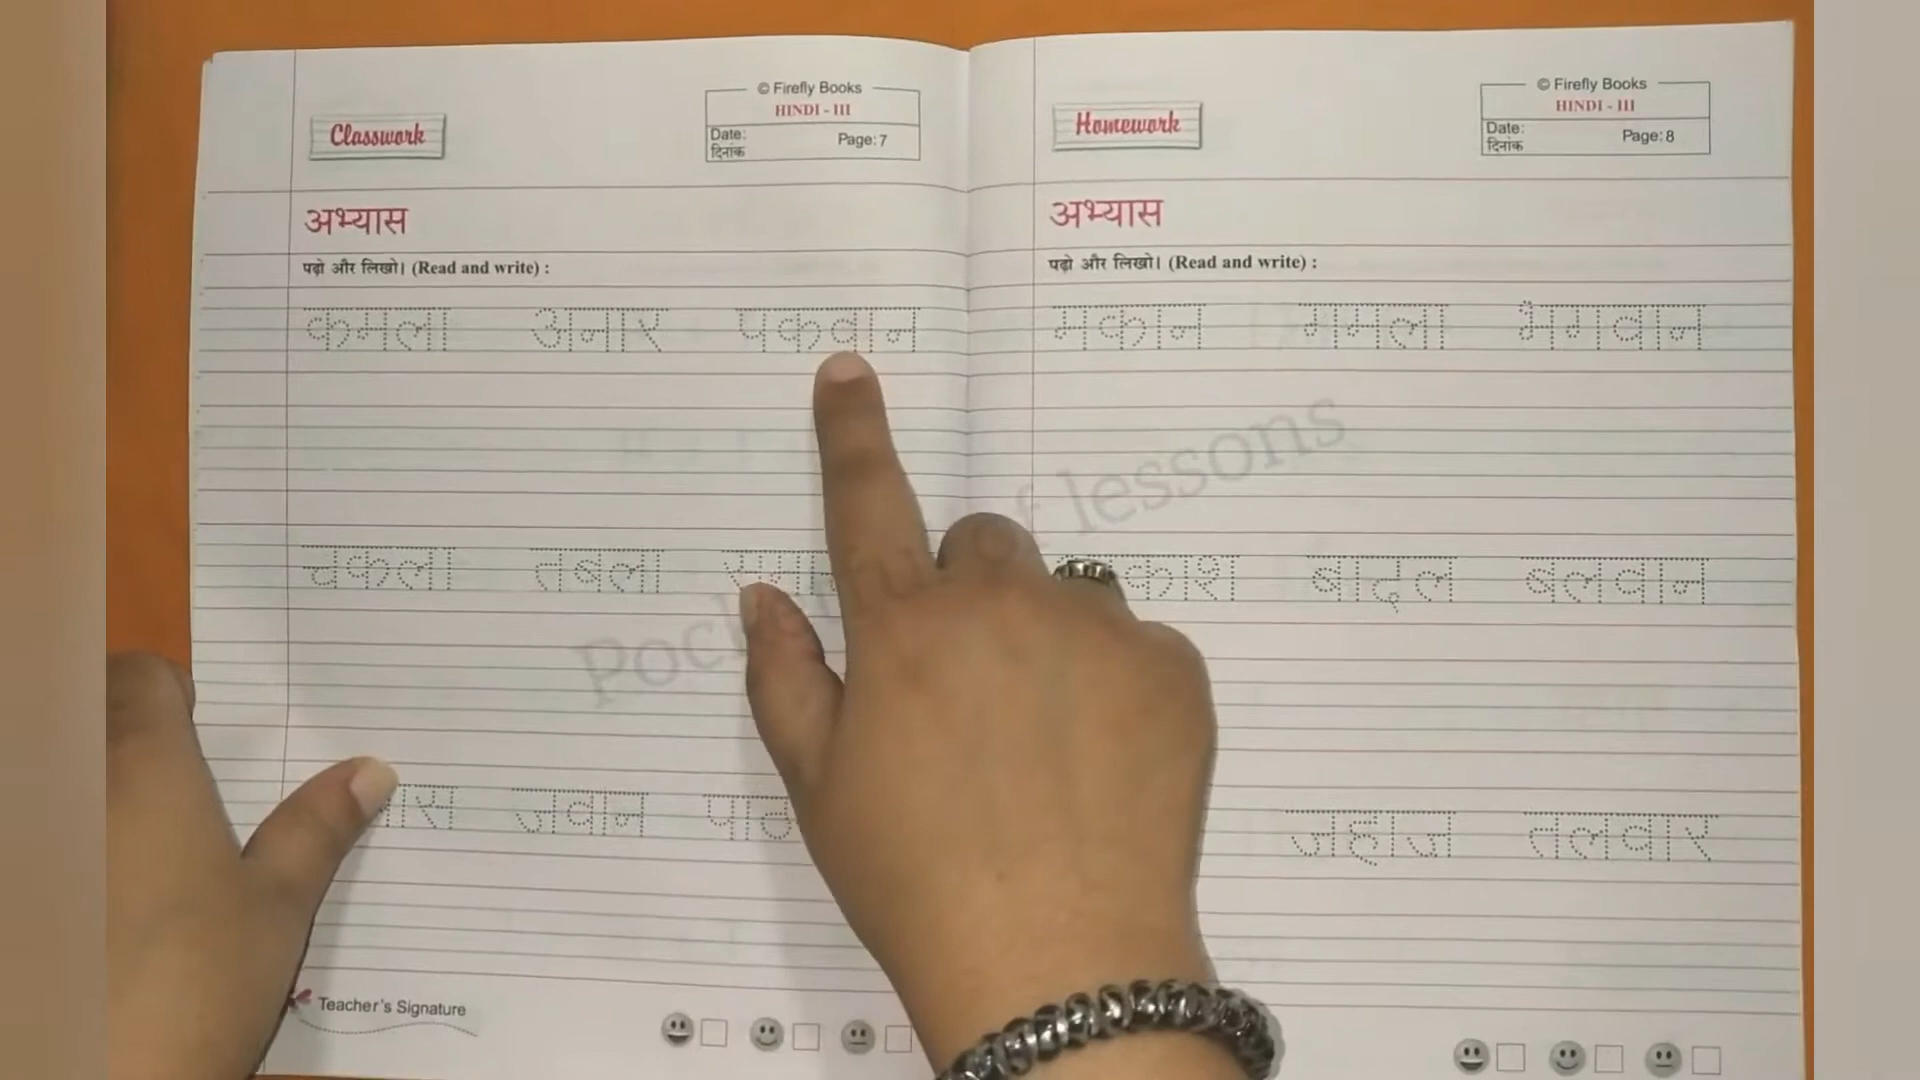 Classwork
© Firefly Books
HINDI - III
Date:
दिनांक
Page: 7
अभ्यास
पढ़ो और लिखो। (Read and write) :
कमला अनार पकवान
चकला तबला
जवान
Teacher's Signature
Homework
© Firefly Books
HINDI - III
Date:
दिनांक
Page: 8
अभ्यास
पढ़ो और लिखो। (Read and write) :
मकान गमला भगवान
बादल बलवान
जहाज तलवार
of lessons